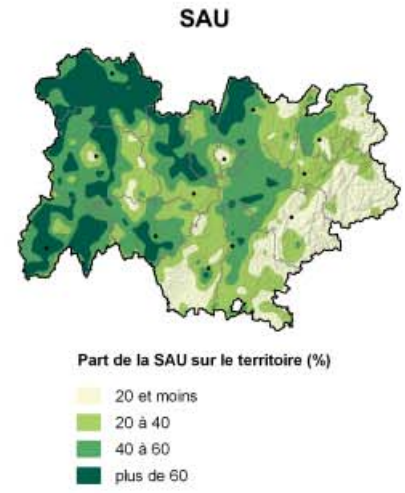 SAU
Part de la SAU sur le territoire (%)
20 et moins
20 à 40
40 à 60
plus de 60